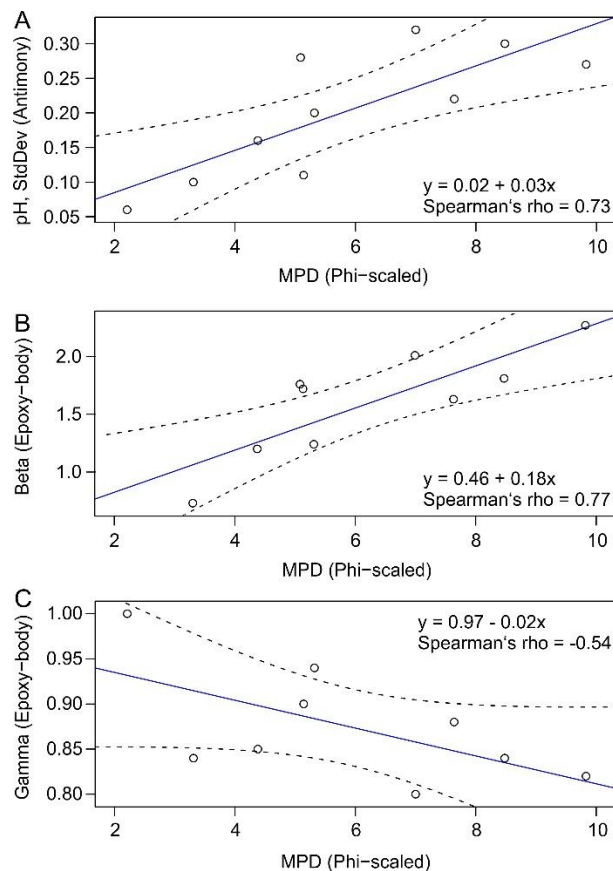 A
pH, StdDev (Antimony)
0.30
0.25
0.20
0.15
0.10
0.05
y = 0.02 + 0.03x
Spearman‘s rho = 0.73
2 4 6 8 10
MPD (Phi−scaled)
B
Beta (Epoxy−body)
2.0
1.5
1.0
y = 0.46 + 0.18x
Spearman‘s rho = 0.77
2 4 6 8 10
MPD (Phi−scaled)
C
Gamma (Epoxy−body)
1.00
0.95
0.90
0.85
0.80
y = 0.97 - 0.02x
Spearman‘s rho = -0.54
2 4 6 8 10
MPD (Phi−scaled)